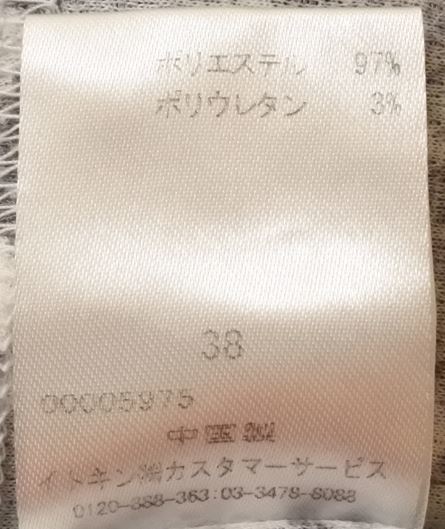 ポリエステル 97%
ポリウレタン 3%
38
00005975
中国製
イトキン㈱カスタマーサービス
0120-388-363:03-3478-8088